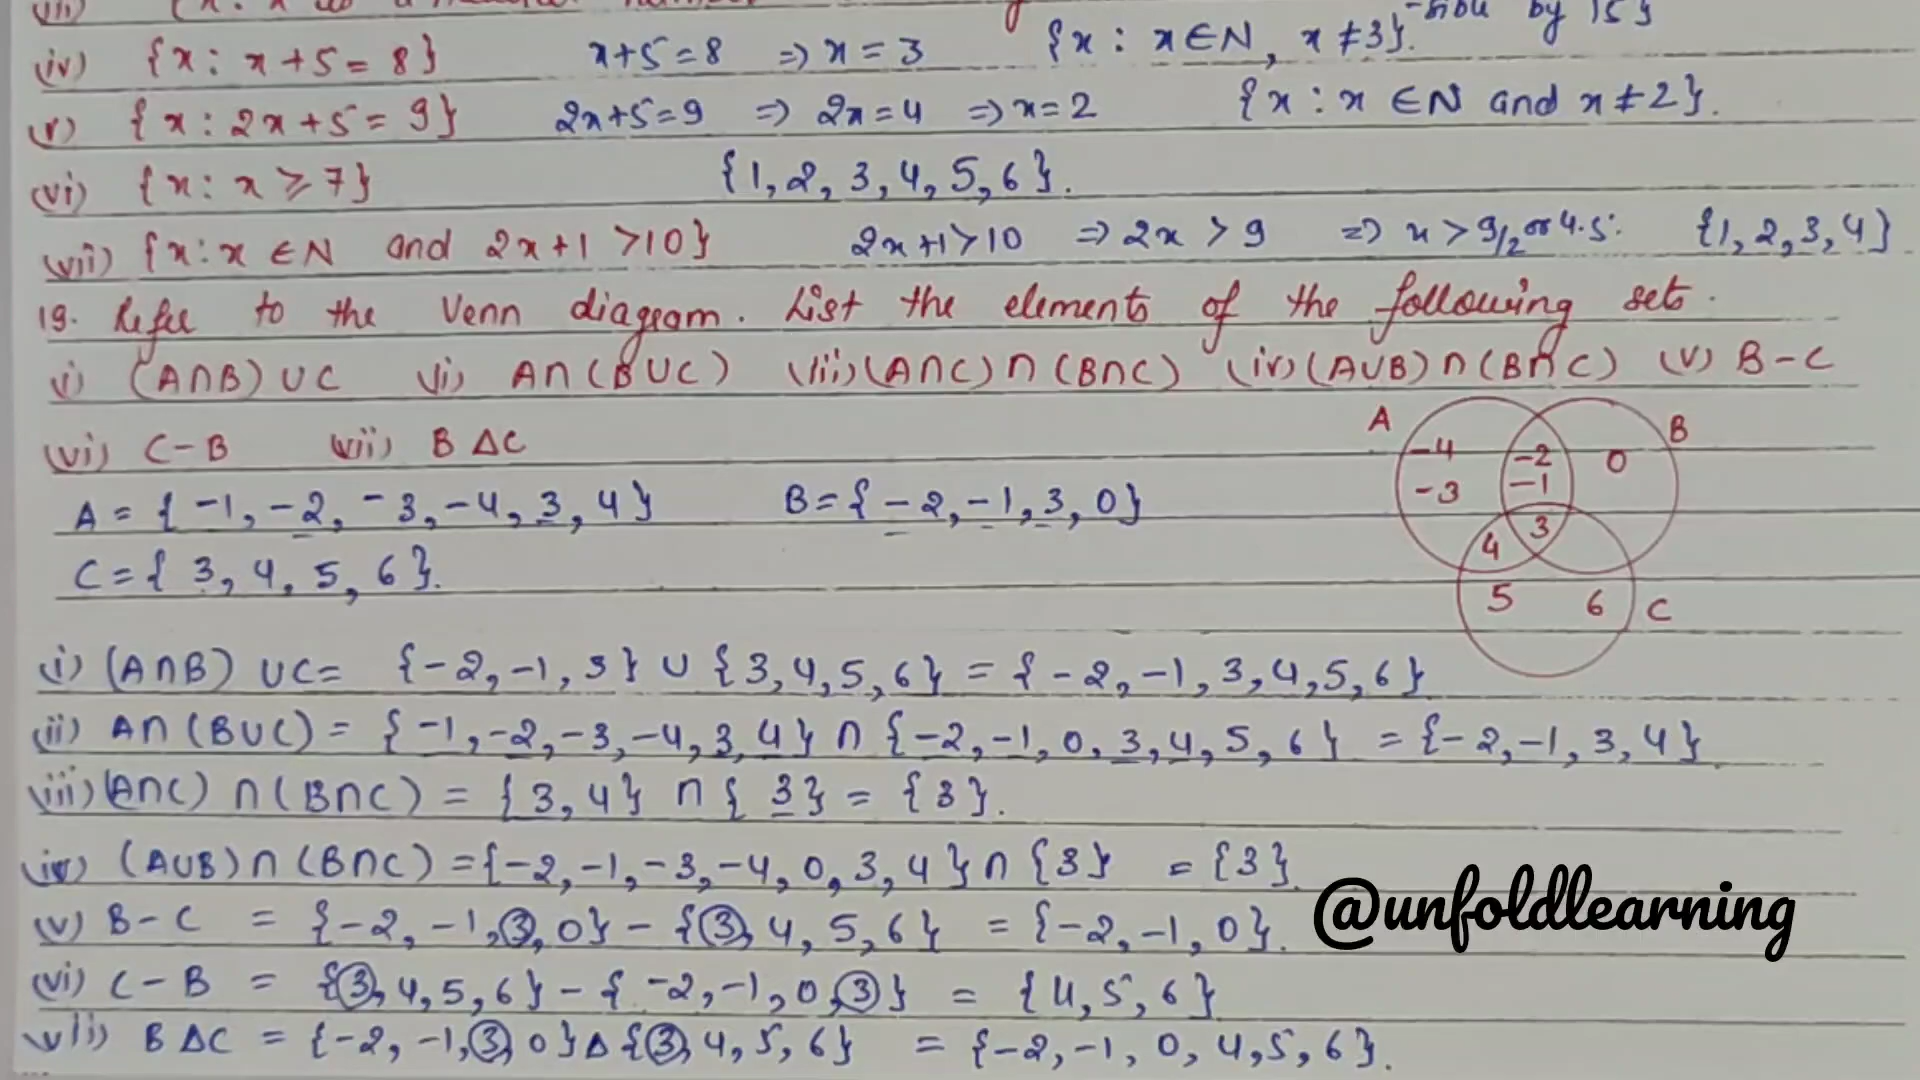 (iv) {x: x+5=8} x+5=8 ⇒ x=3 {x : x∈N, x≠3}. by 15}
(v) {x: 2x+5=9} 2x+5=9 ⇒ 2x=4 ⇒ x=2 {x : x ∈N and x≠2}.
(vi) {x: x ≥ 7} {1, 2, 3, 4, 5, 6}.
(vii) {x: x ∈ N and 2x+1 >10} 2x+1>10 ⇒ 2x > 9 ⇒ x > 9/2 or 4.5. {1, 2, 3, 4}
19. Refer to the Venn diagram. List the elements of the following sets.
(i) (A∩B) ∪ C (ii) A∩(B∪C) (iii) (A∩C)∩(B∩C) (iv) (A∪B)∩(B∩C) (v) B-C
(vi) C-B (vii) B△C
A B
-4 -2 0
-3 -1
3
4
5 6 C
A = {-1, -2, -3, -4, 3, 4} B={-2, -1, 3, 0}
C={3, 4, 5, 6}.
(i) (A∩B) ∪C= {-2, -1, 3} ∪ {3, 4, 5, 6} = {-2, -1, 3, 4, 5, 6}
(ii) A∩(B∪C) = {-1, -2, -3, -4, 3, 4} ∩ {-2, -1, 0, 3, 4, 5, 6} = {-2, -1, 3, 4}.
(iii) (A∩C) ∩(B∩C) = {3, 4} ∩ {3} = {3}.
(iv) (A∪B)∩(B∩C) ={-2, -1, -3, -4, 0, 3, 4}∩{3} = {3}.
(v) B-C = {-2, -1, 3, 0} - {3, 4, 5, 6} = {-2, -1, 0}.
@unfoldlearning
(vi) C-B = {3, 4, 5, 6} - {-2, -1, 0, 3} = {4, 5, 6}
vii) B△C = {-2, -1, 3, 0}△{3, 4, 5, 6} = {-2, -1, 0, 4, 5, 6}.